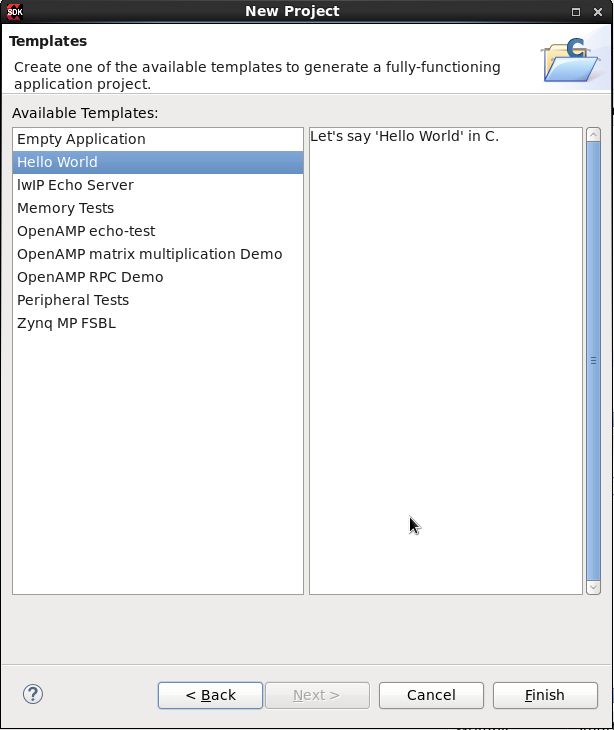 SDK
New Project
Templates
Create one of the available templates to generate a fully-functioning
application project.
C
Available Templates:
Empty Application
Hello World
lwIP Echo Server
Memory Tests
OpenAMP echo-test
OpenAMP matrix multiplication Demo
OpenAMP RPC Demo
Peripheral Tests
Zynq MP FSBL
Let's say 'Hello World' in C.
?
< Back
Next >
Cancel
Finish